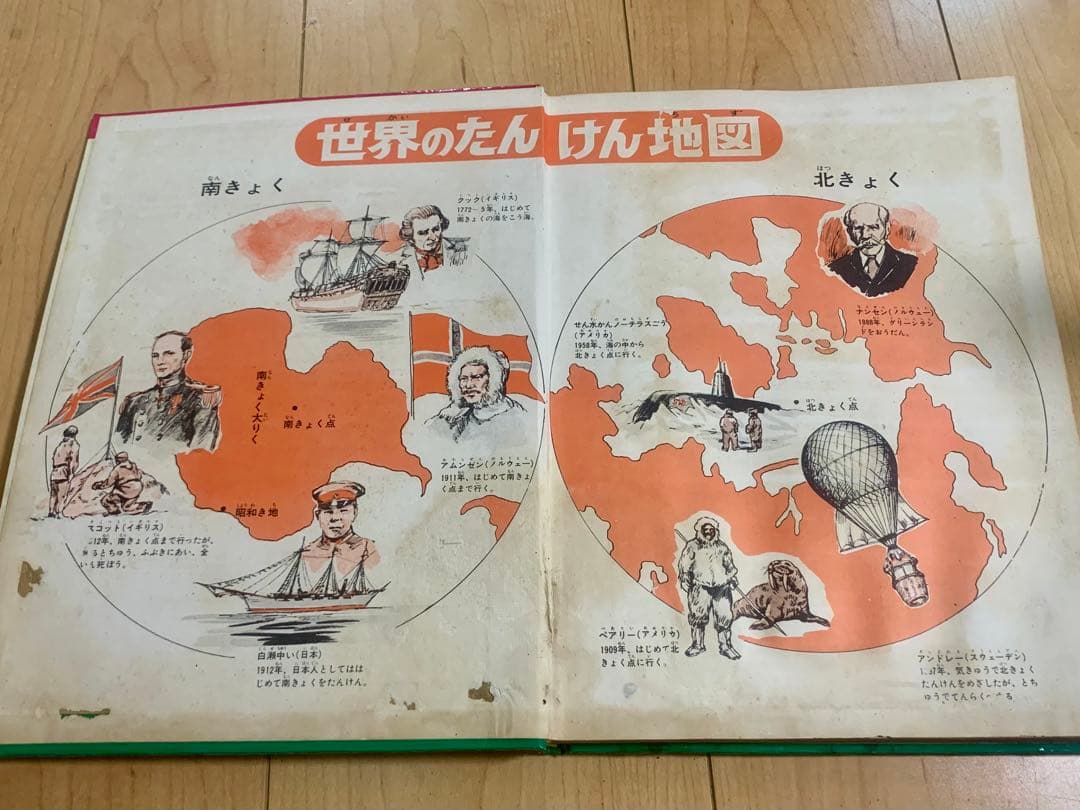 世界のたんけん地図
南きょく
クック(イギリス)
1772-5年、はじめて
南きょくの海をこう海。
南きょく大りく
南きょく点
アムンゼン(ノルウェー)
1911年、はじめて南きょ
く点まで行く。
昭和き地
コット(イギリス)
12年、南きょく点まで行ったが、
るとちゅう、ふぶきにあい、全
いん死ぼう。
白瀬中い(日本)
1912年、日本人としてはは
じめて南きょくをたんけん。
北きょく
ナンセン(ノルウェー)
1988年、グリーンラン
ドをおうだん。
せん水かんノーチラスごう
(アメリカ)
1958年、海の中から
北きょく点に行く。
北きょく点
ペアリー(アメリカ)
1909年、はじめて北
きょく点に行く。
アンドレー(スウェーデン)
97年、気きゅうで北きょく
たんけんをめざしたが、とち
ゅうでてんらく